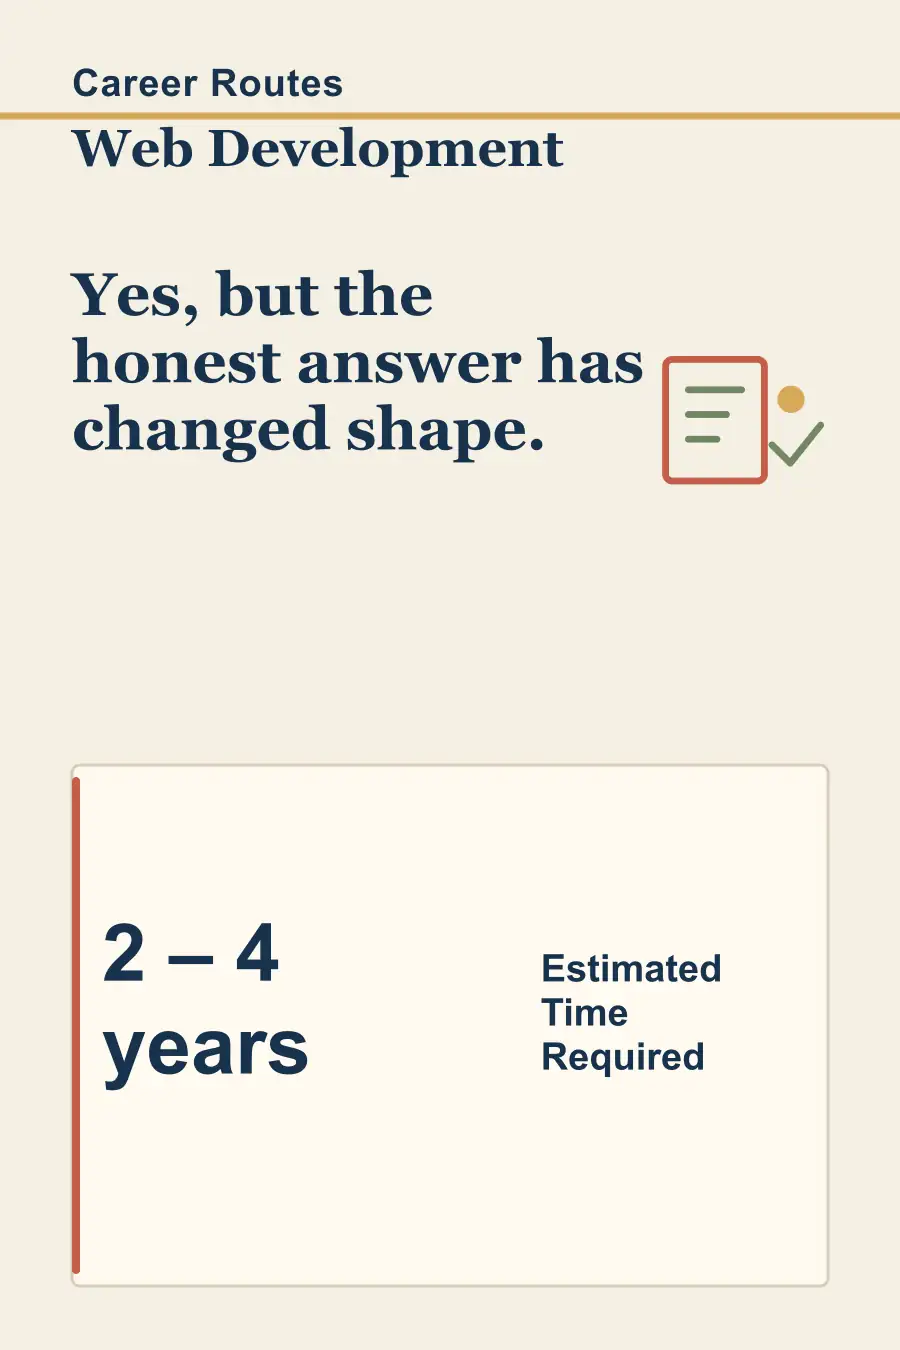 Career Routes
Web Development
Yes, but the
honest answer has
changed shape.
2 – 4
years
Estimated
Time
Required